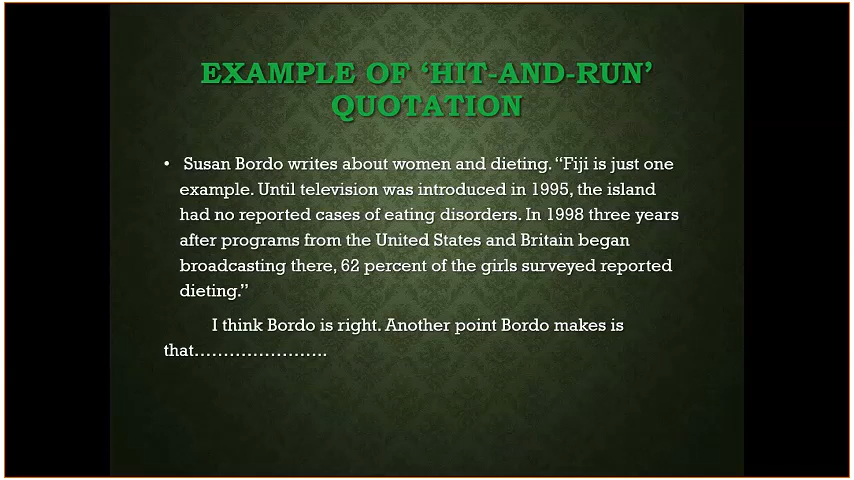 EXAMPLE OF ‘HIT-AND-RUN’
QUOTATION
• Susan Bordo writes about women and dieting. “Fiji is just one
example. Until television was introduced in 1995, the island
had no reported cases of eating disorders. In 1998 three years
after programs from the United States and Britain began
broadcasting there, 62 percent of the girls surveyed reported
dieting.”
I think Bordo is right. Another point Bordo makes is
that…………………..